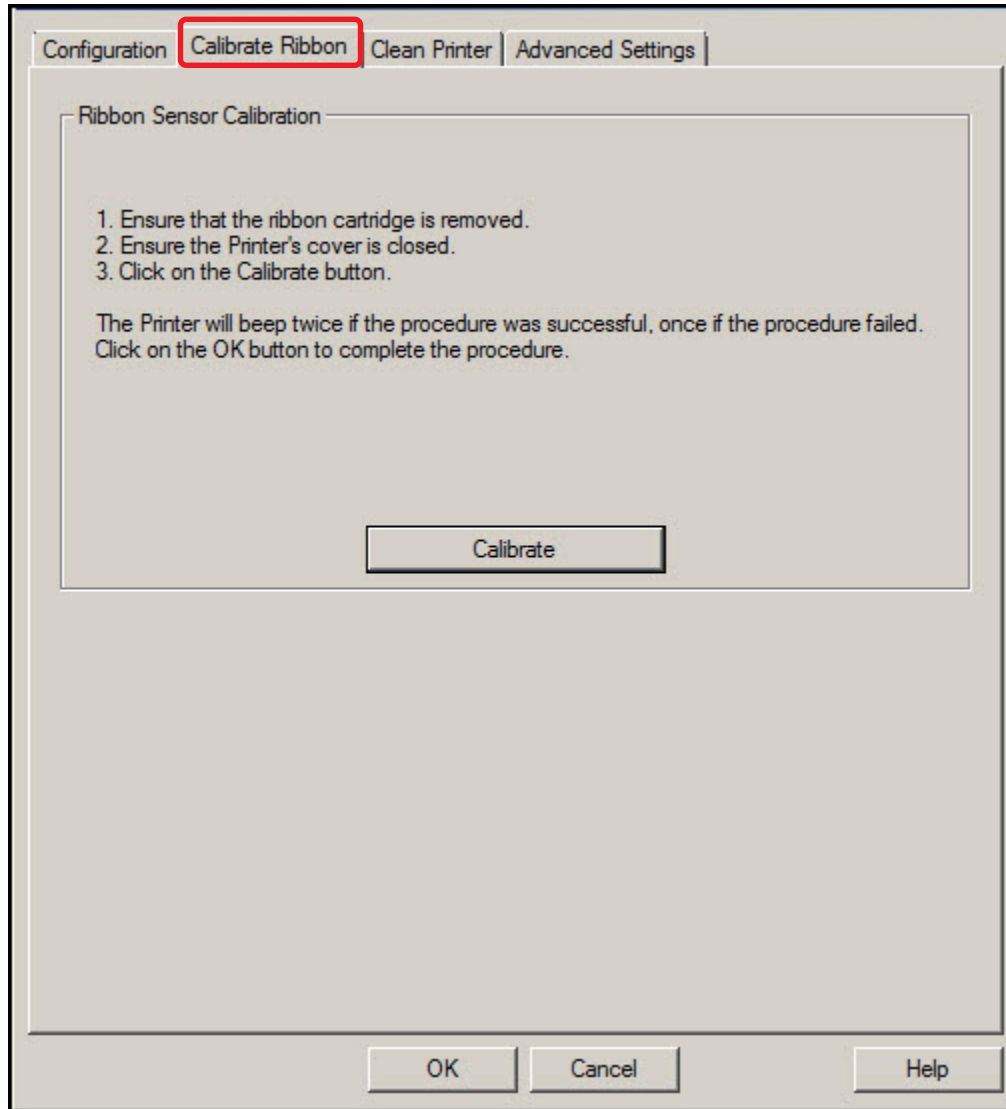 Configuration Calibrate Ribbon Clean Printer Advanced Settings
Ribbon Sensor Calibration
1. Ensure that the ribbon cartridge is removed.
2. Ensure the Printer's cover is closed.
3. Click on the Calibrate button.
The Printer will beep twice if the procedure was successful, once if the procedure failed.
Click on the OK button to complete the procedure.
Calibrate
OK Cancel Help